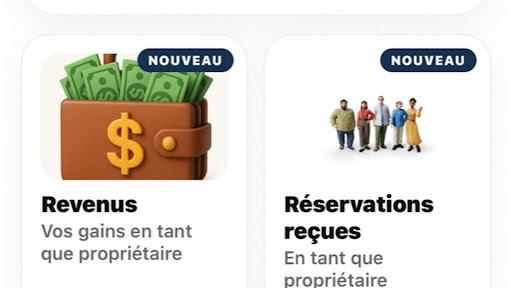 NOUVEAU
$
Revenus
Vos gains en tant
que propriétaire
NOUVEAU
Réservations
reçues
En tant que
propriétaire